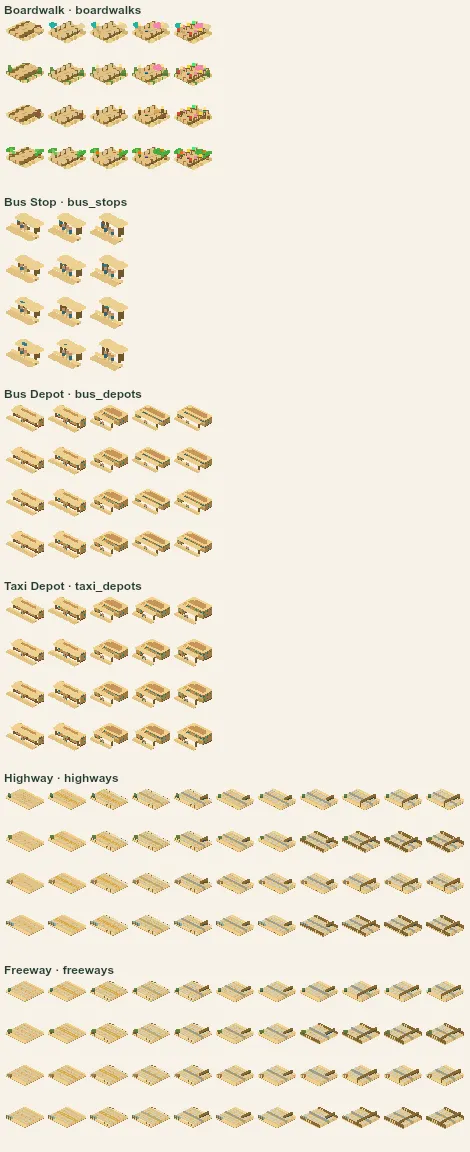 Boardwalk · boardwalks
Bus Stop · bus_stops
Bus Depot · bus_depots
Taxi Depot · taxi_depots
Highway · highways
Freeway · freeways